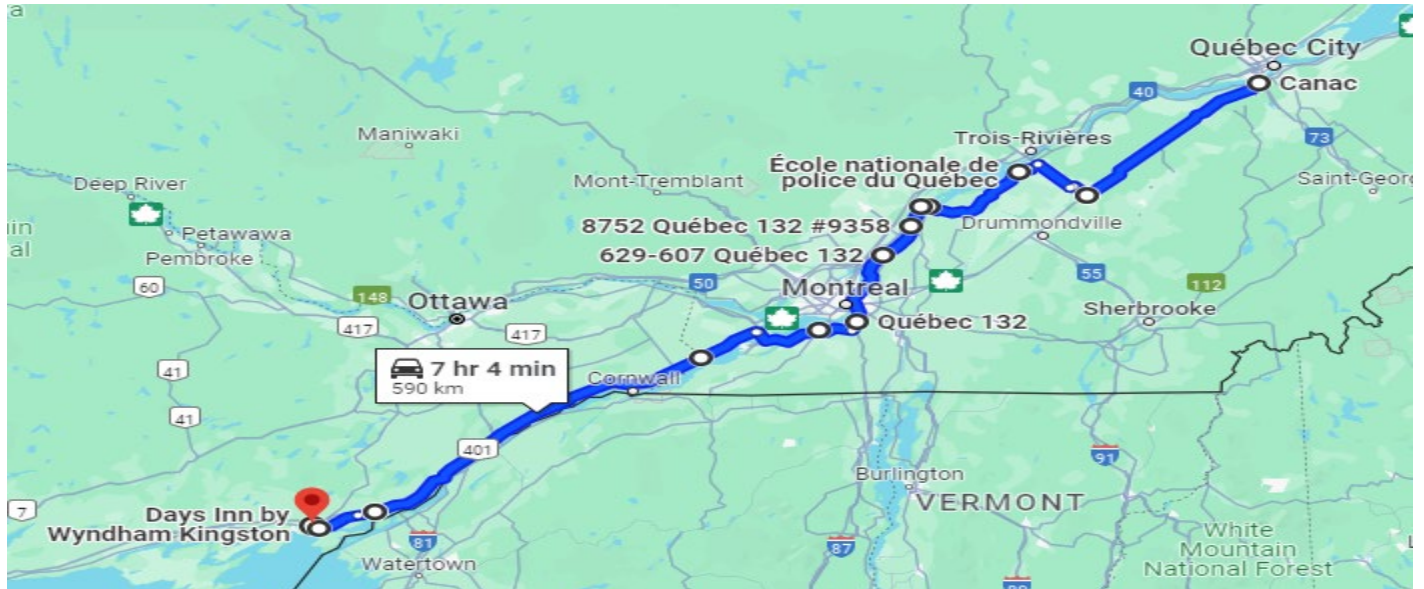 a
Québec City
Canac
40
Maniwaki
Trois-Rivières
73
École nationale de
police du Québec
Deep River
Mont-Tremblant
Saint-Georg
uin
al
Petawawa
Pembroke
8752 Québec 132 #9358
Drummondville
629-607 Québec 132
60
148
Ottawa
50
55
112
Montreal
417
417
Québec 132
Sherbrooke
7 hr 4 min
590 km
41
Cornwall
41
401
91
Burlington
VERMONT
7
Days Inn by
Wyndham Kingston
81
87
White
Mountain
National Forest
Watertown
L